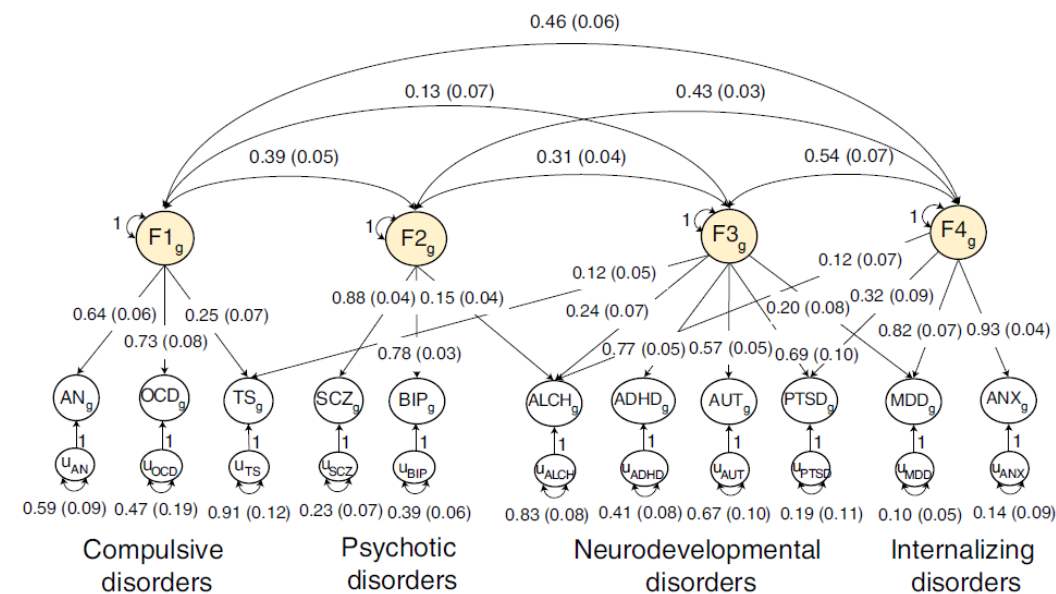 0.46 (0.06)
0.13 (0.07) 0.43 (0.03)
0.39 (0.05) 0.31 (0.04) 0.54 (0.07)
1 F1g 1 F2g 1 F3g 1 F4g
0.12 (0.05) 0.12 (0.07)
0.64 (0.06) 0.25 (0.07) 0.88 (0.04) 0.15 (0.04) 0.24 (0.07) 0.20 (0.08) 0.32 (0.09)
0.73 (0.08) 0.78 (0.03) 0.77 (0.05) 0.57 (0.05) 0.69 (0.10) 0.82 (0.07) 0.93 (0.04)
ANg OCDg TSg SCZg BIPg ALCHg ADHDg AUTg PTSDg MDDg ANXg
1 1 1 1 1 1 1 1 1 1 1
uAN uOCD uTS uSCZ uBIP uALCH uADHD uAUT uPTSD uMDD uANX
0.59 (0.09) 0.47 (0.19) 0.91 (0.12) 0.23 (0.07) 0.39 (0.06) 0.83 (0.08) 0.41 (0.08) 0.67 (0.10) 0.19 (0.11) 0.10 (0.05) 0.14 (0.09)
Compulsive Psychotic Neurodevelopmental Internalizing
disorders disorders disorders disorders